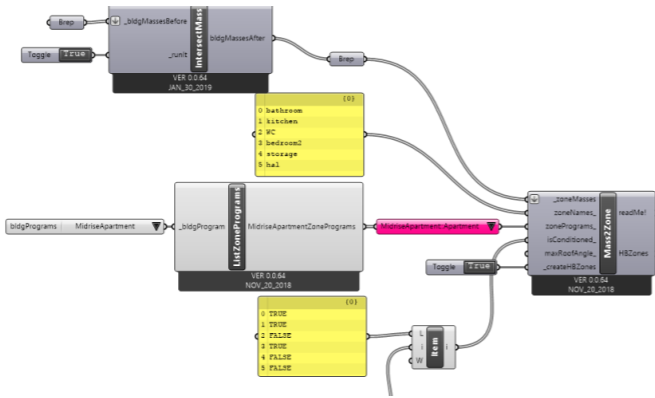 Brep
_bldgMassesBefore
_runIt
IntersectMass
bldgMassesAfter
Toggle True
VER 0.0.64
JAN_30_2019
Brep
{0}
0 bathroom
1 kitchen
2 WC
3 bedroom2
4 storage
5 hal
bldgPrograms MidriseApartment
_bldgProgram
ListZonePrograms
MidriseApartmentZonePrograms
VER 0.0.64
NOV_20_2018
MidriseApartment:Apartment
_zoneMasses
zoneNames_
zonePrograms_
isConditioned_
maxRoofAngle_
_createHBZones
Mass2Zone
readMe!
HBZones
VER 0.0.64
NOV_20_2018
Toggle True
{0}
0 TRUE
1 TRUE
2 FALSE
3 TRUE
4 FALSE
5 FALSE
L
i
W
Item
i